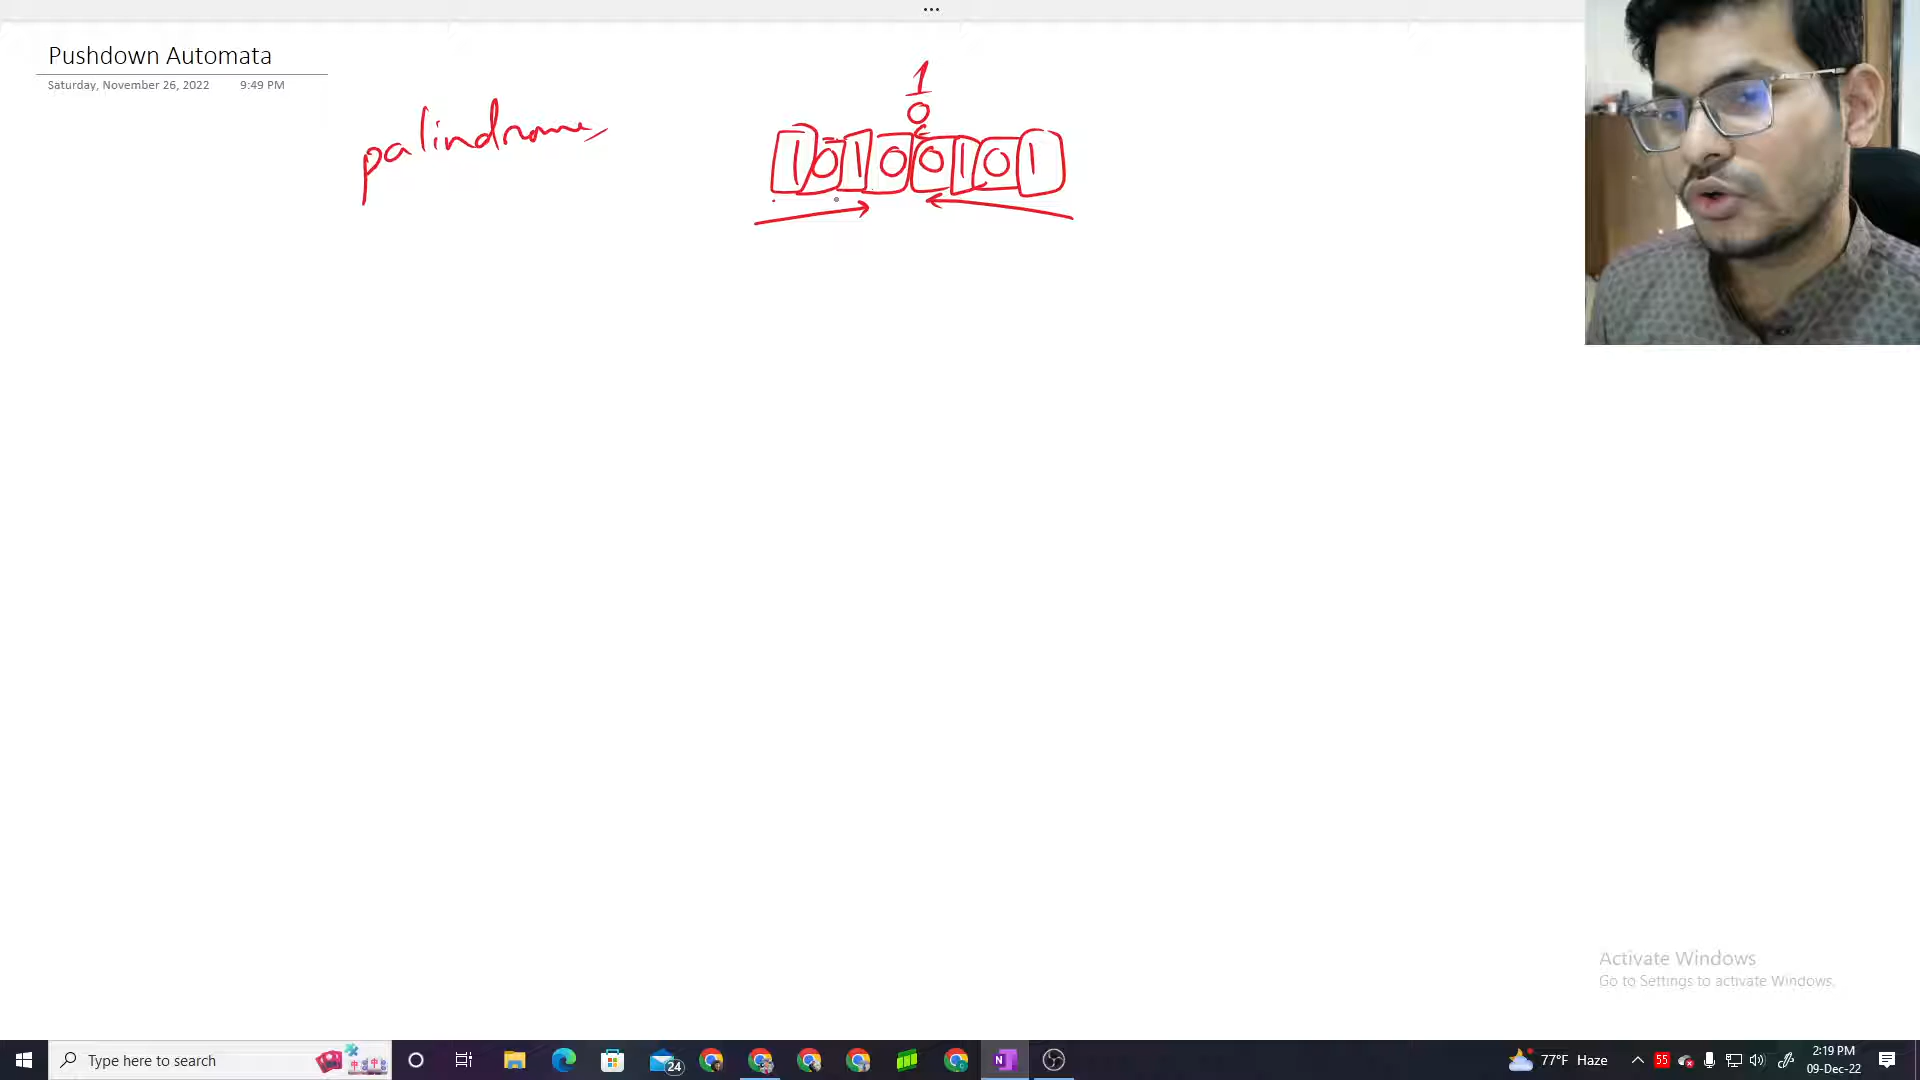 Pushdown Automata
Saturday, November 26, 2022 9:49 PM
palindrome
1
0
1 0 1 0 0 1 0 1
Activate Windows
Go to Settings to activate Windows.
Type here to search
24
N
77°F Haze
55
2:19 PM
09-Dec-22